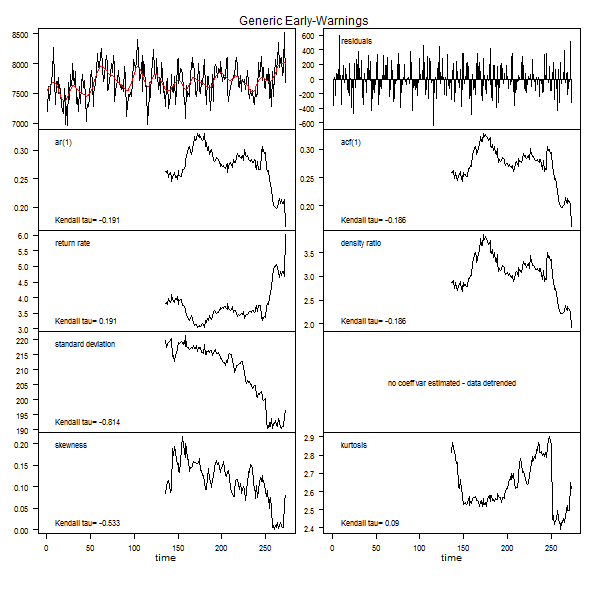 Generic Early-Warnings
8500
8000
7500
7000
residuals
600
400
200
0
−200
−400
−600
ar(1)
0.30
0.25
0.20
Kendall tau= −0.191
acf(1)
0.30
0.25
0.20
Kendall tau= −0.186
return rate
6.0
5.5
5.0
4.5
4.0
3.5
3.0
Kendall tau= 0.191
density ratio
3.5
3.0
2.5
2.0
Kendall tau= −0.186
standard deviation
220
215
210
205
200
195
190
Kendall tau= −0.814
no coeff var estimated - data detrended
skewness
0.20
0.15
0.10
0.05
0.00
Kendall tau= −0.533
kurtosis
2.9
2.8
2.7
2.6
2.5
2.4
Kendall tau= 0.09
0 50 100 150 200 250
time
0 50 100 150 200 250
time